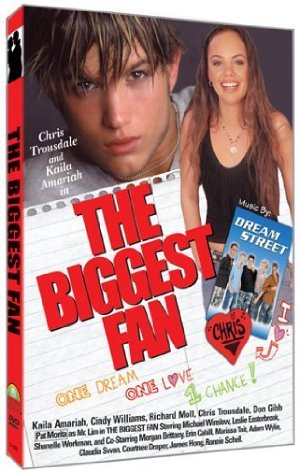 THE BIGGEST FAN
DVD
Chris
Trousdale
and
Kaila
Amariah
in
THE
BIGGEST
FAN
Music By:
DREAM
STREET
I
CHRIS
ONE DREAM
ONE LOVE
1 CHANCE!
Kaila Amariah, Cindy Williams, Richard Moll, Chris Trousdale, Don Gibb
Pat Morita as Mr. Lim in THE BIGGEST FAN Starring Michael Winslow, Leslie Easterbrook,
Shanelle Workman, and Co-Starring Morgan Brittany, Erin Cahill, Marissa Tait, Adam Wylie,
Claudia Swan, Courtnee Draper, James Hong, Ronnie Schell.